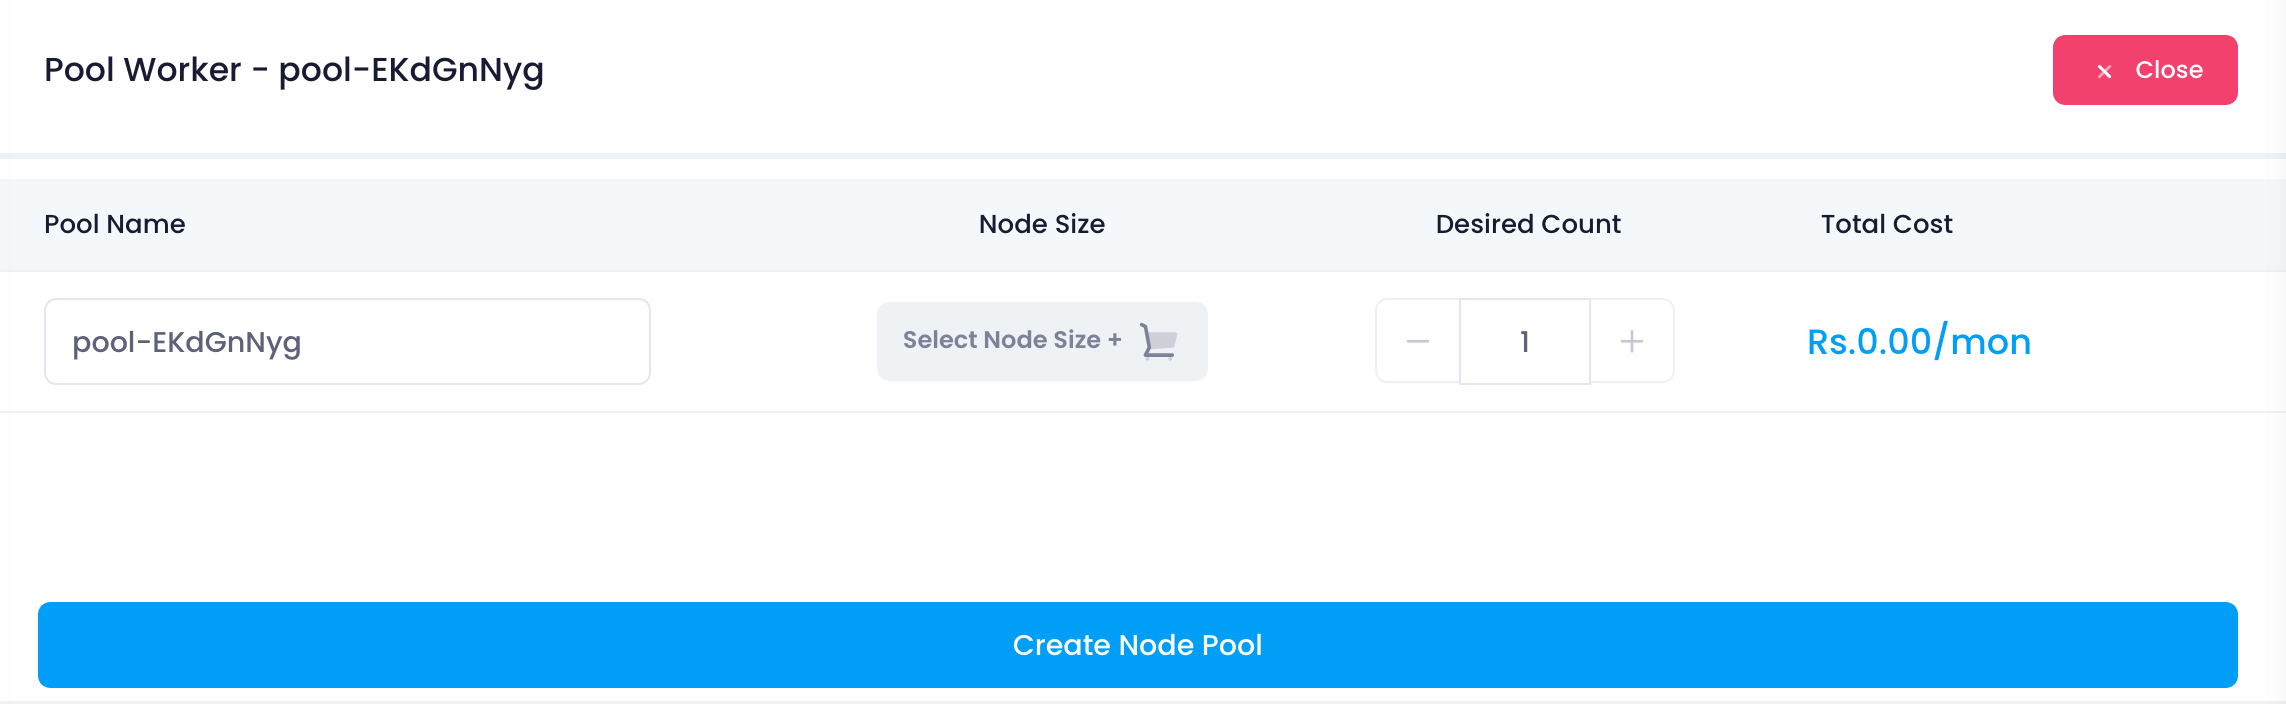 Pool Worker - pool-EKdGnNyg
Close
Pool Name Node Size Desired Count Total Cost
pool-EKdGnNyg Select Node Size + 1 Rs.0.00/mon
Create Node Pool